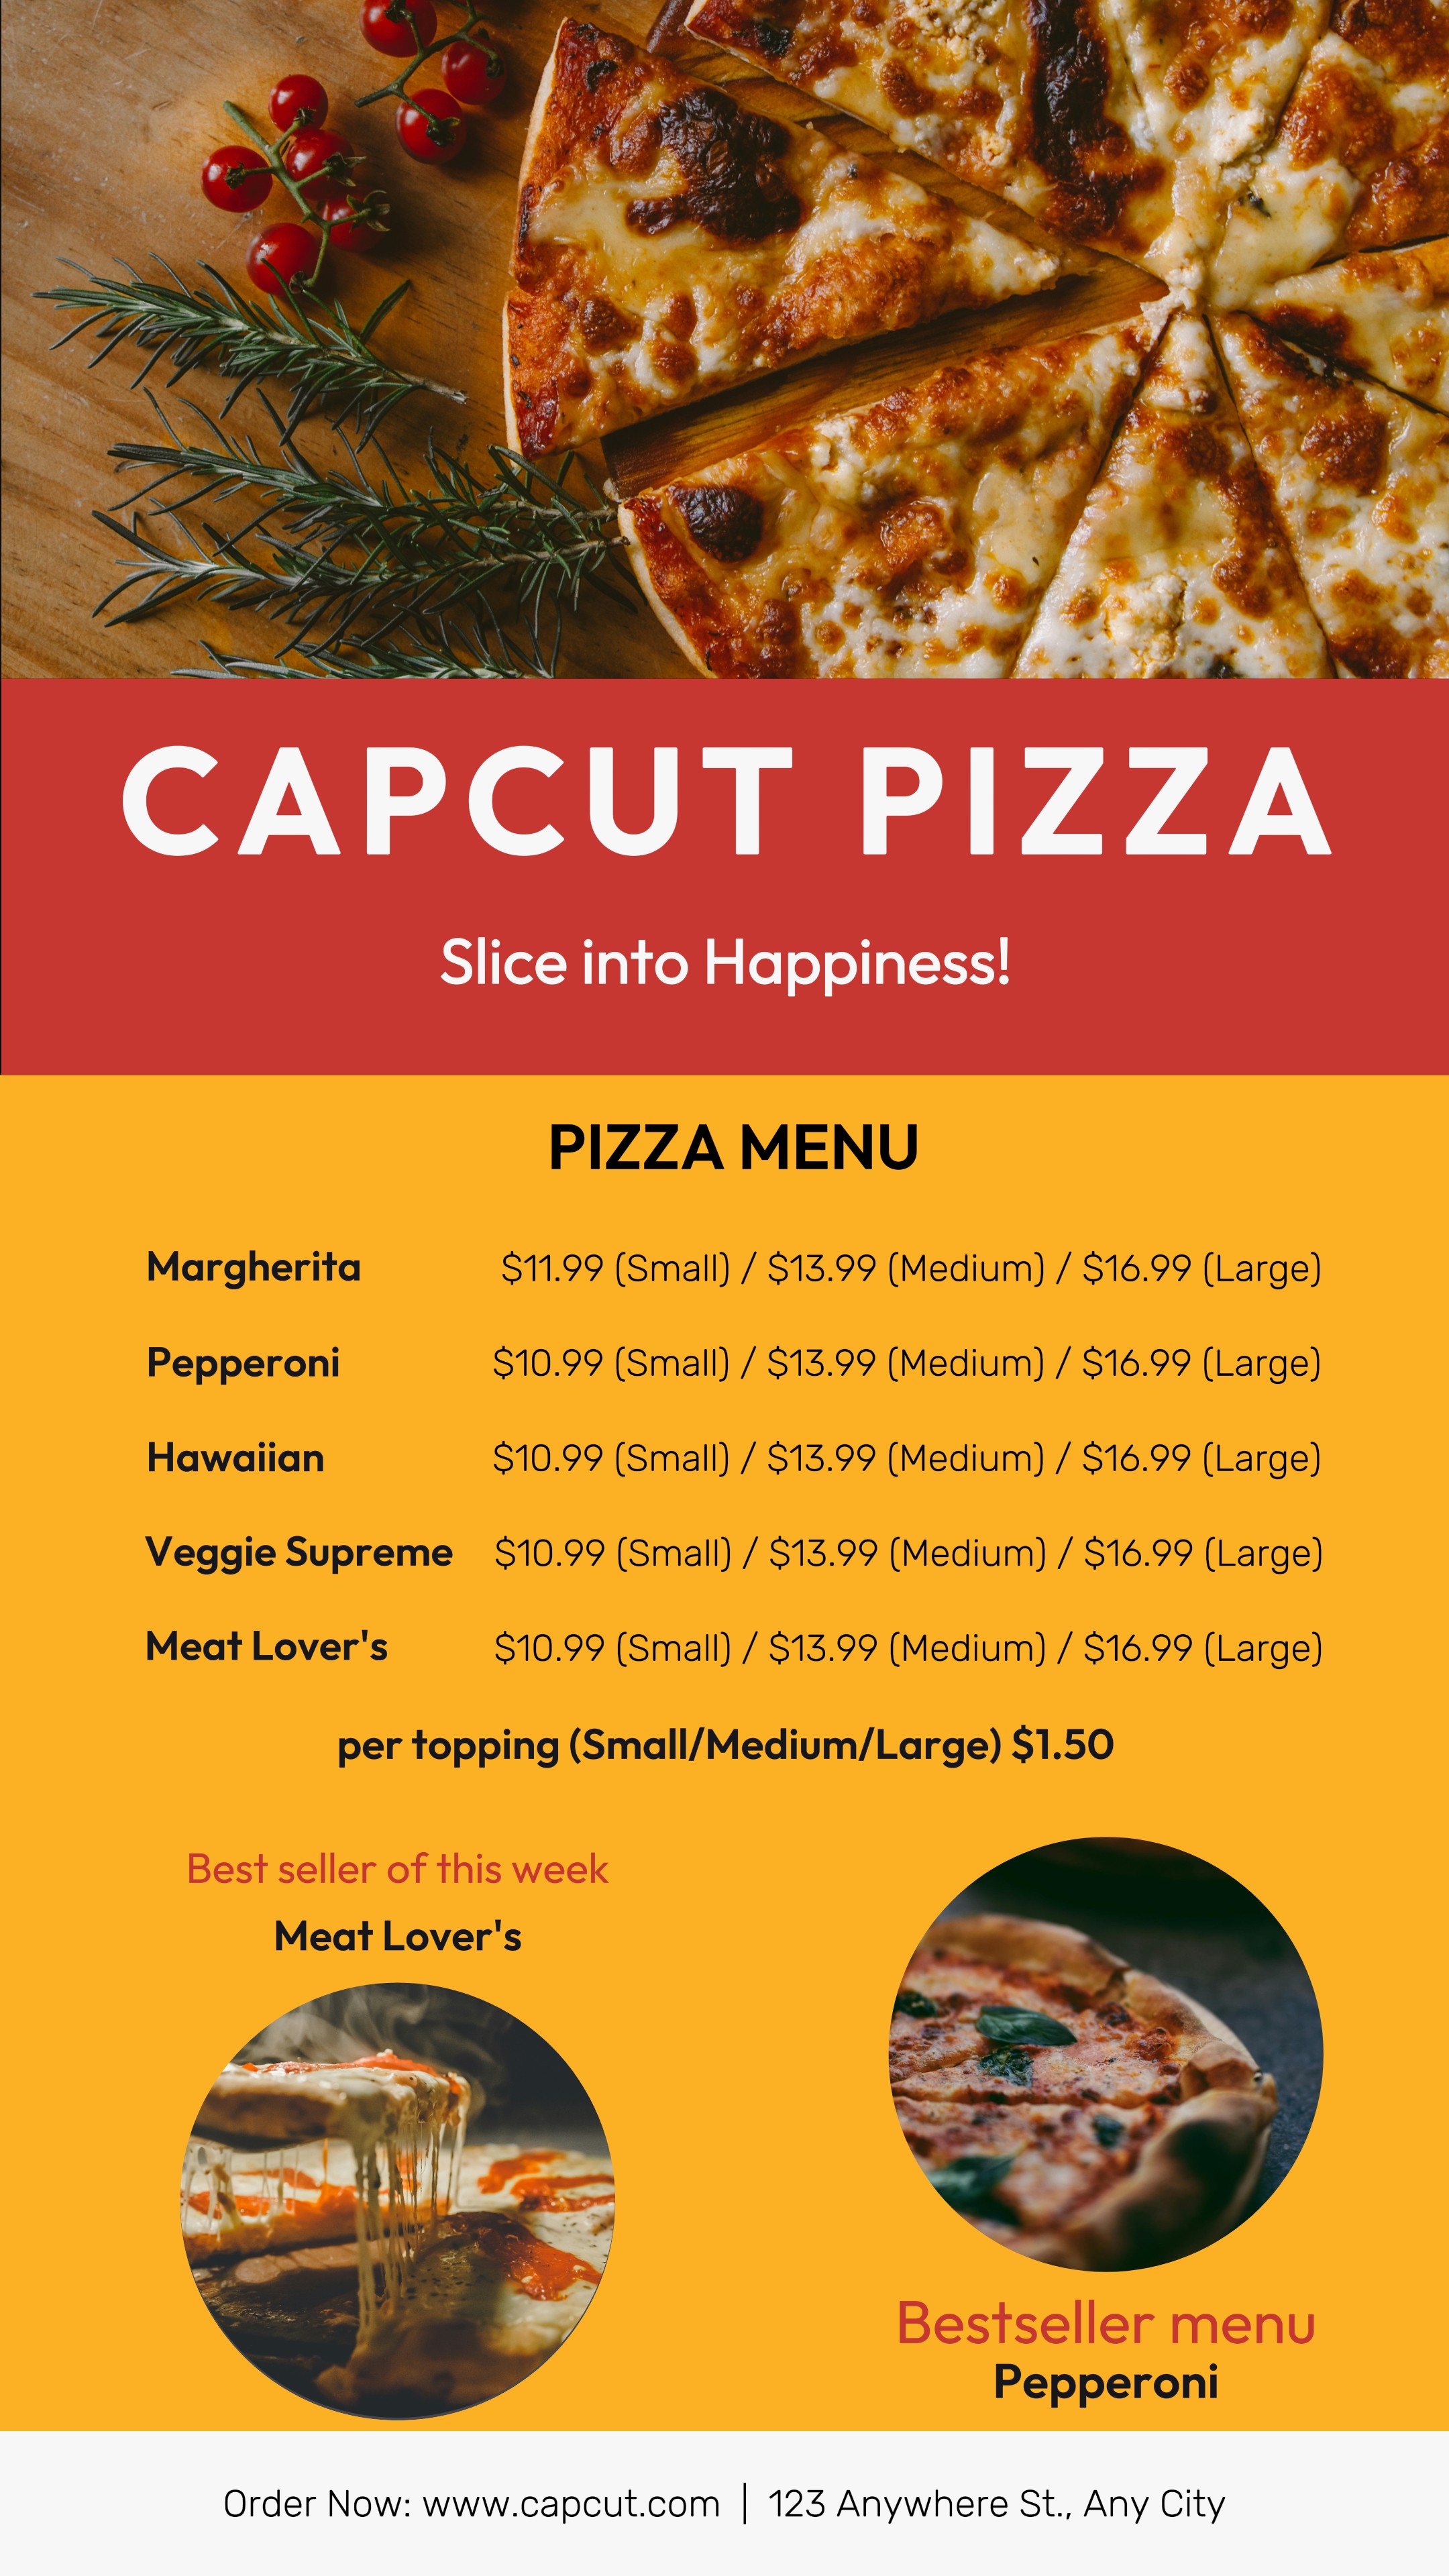 CAPCUT PIZZA
Slice into Happiness!
PIZZA MENU
Margherita $11.99 (Small) / $13.99 (Medium) / $16.99 (Large)
Pepperoni $10.99 (Small) / $13.99 (Medium) / $16.99 (Large)
Hawaiian $10.99 (Small) / $13.99 (Medium) / $16.99 (Large)
Veggie Supreme $10.99 (Small) / $13.99 (Medium) / $16.99 (Large)
Meat Lover's $10.99 (Small) / $13.99 (Medium) / $16.99 (Large)
per topping (Small/Medium/Large) $1.50
Best seller of this week
Meat Lover's
Bestseller menu
Pepperoni
Order Now: www.capcut.com | 123 Anywhere St., Any City